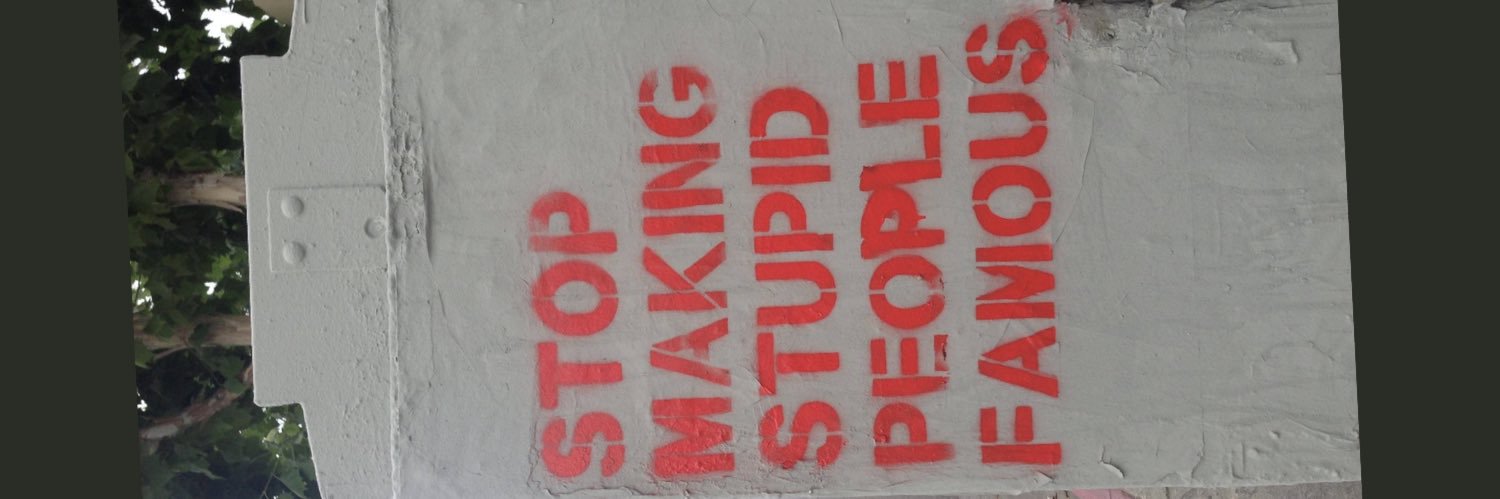 STOP
MAKING
STUPID
PEOPLE
FAMOUS